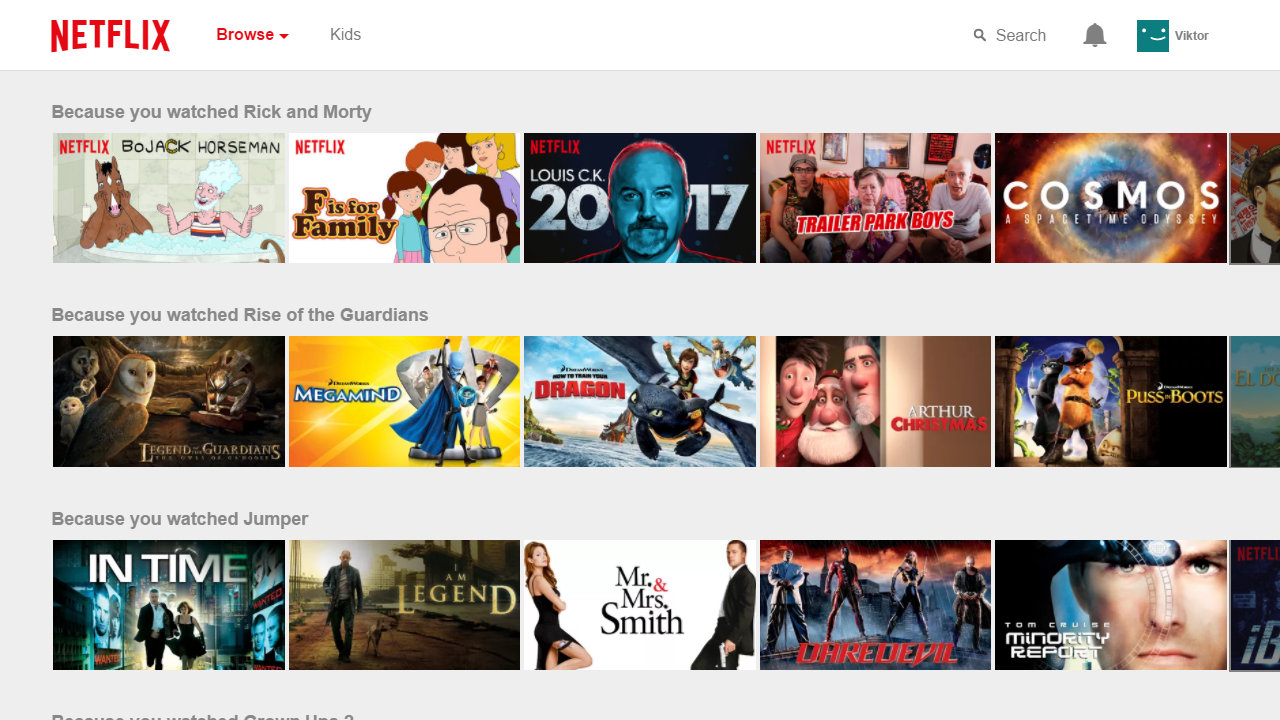 NETFLIX
Browse
Kids
Search
Viktor
Because you watched Rick and Morty
NETFLIX
BoJACK HORSEMAN
NETFLIX
F is for
Family
NETFLIX
LOUIS C.K.
2017
NETFLIX
TRAILER PARK BOYS
COSMOS
A SPACETIME ODYSSEY
Because you watched Rise of the Guardians
LEGEND OF THE GUARDIANS
THE OWLS OF GA'HOOLE
DREAMWORKS
MEGAMIND
DREAMWORKS
HOW TO TRAIN YOUR
DRAGON
ARTHUR
CHRISTMAS
DREAMWORKS
PUSS IN BOOTS
EL DO
Because you watched Jumper
IN TIME
WANTED
WANTED
WANTED
I AM
LEGEND
Mr. &
Mrs.
Smith
DAREDEVIL
TOM CRUISE
MINORITY
REPORT
NETFLIX
iB
Because you watched Grown Ups 2